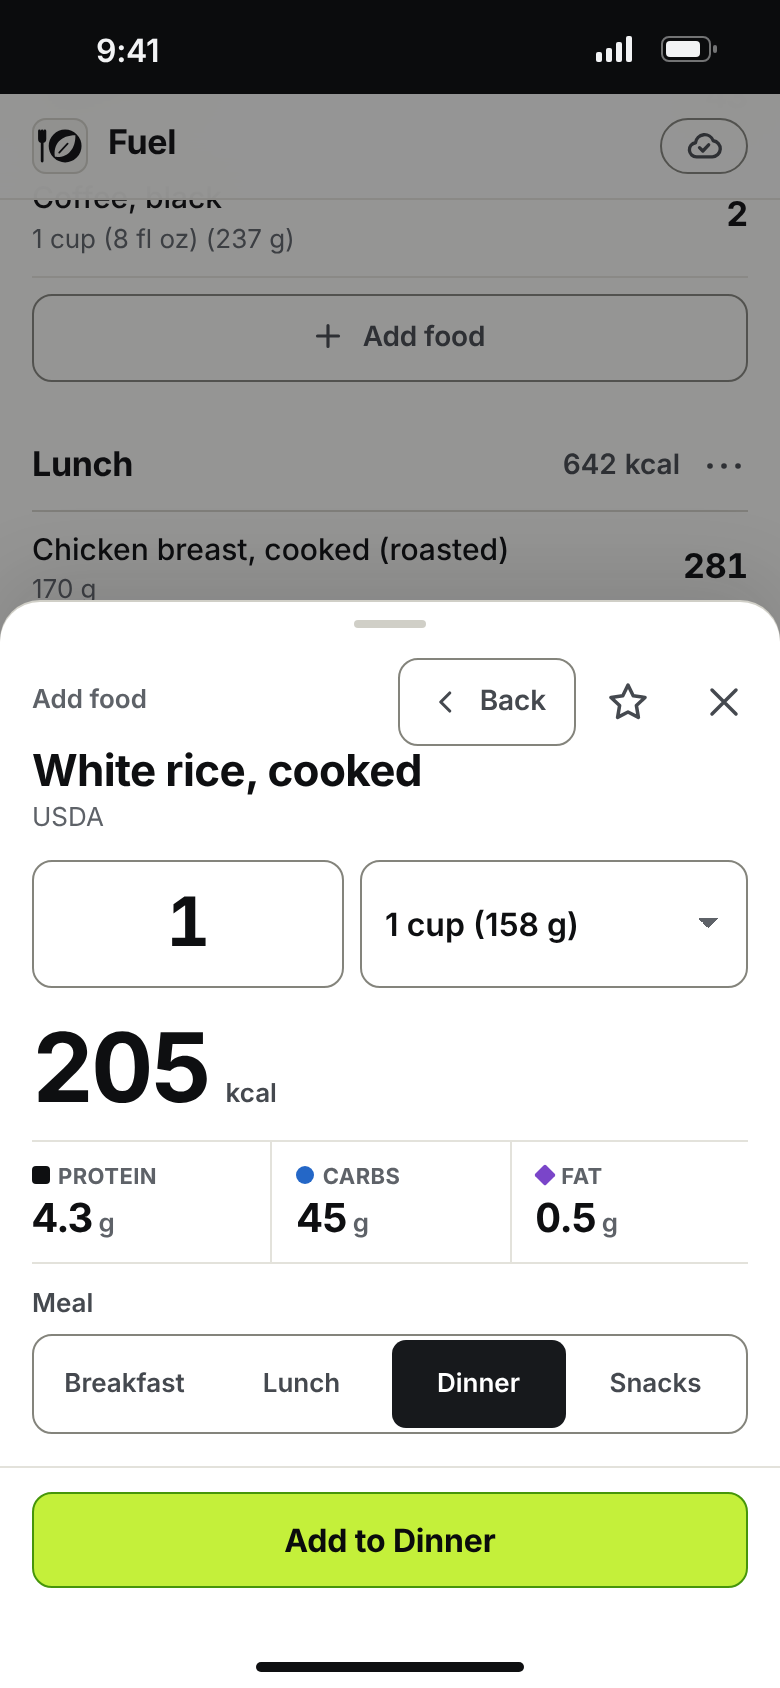 9:41
Fuel
Coffee, black
2
1 cup (8 fl oz) (237 g)
Add food
Lunch
642 kcal
Chicken breast, cooked (roasted)
281
170 g
Add food
Back
White rice, cooked
USDA
1
1 cup (158 g)
205 kcal
PROTEIN
4.3 g
CARBS
45 g
FAT
0.5 g
Meal
Breakfast
Lunch
Dinner
Snacks
Add to Dinner